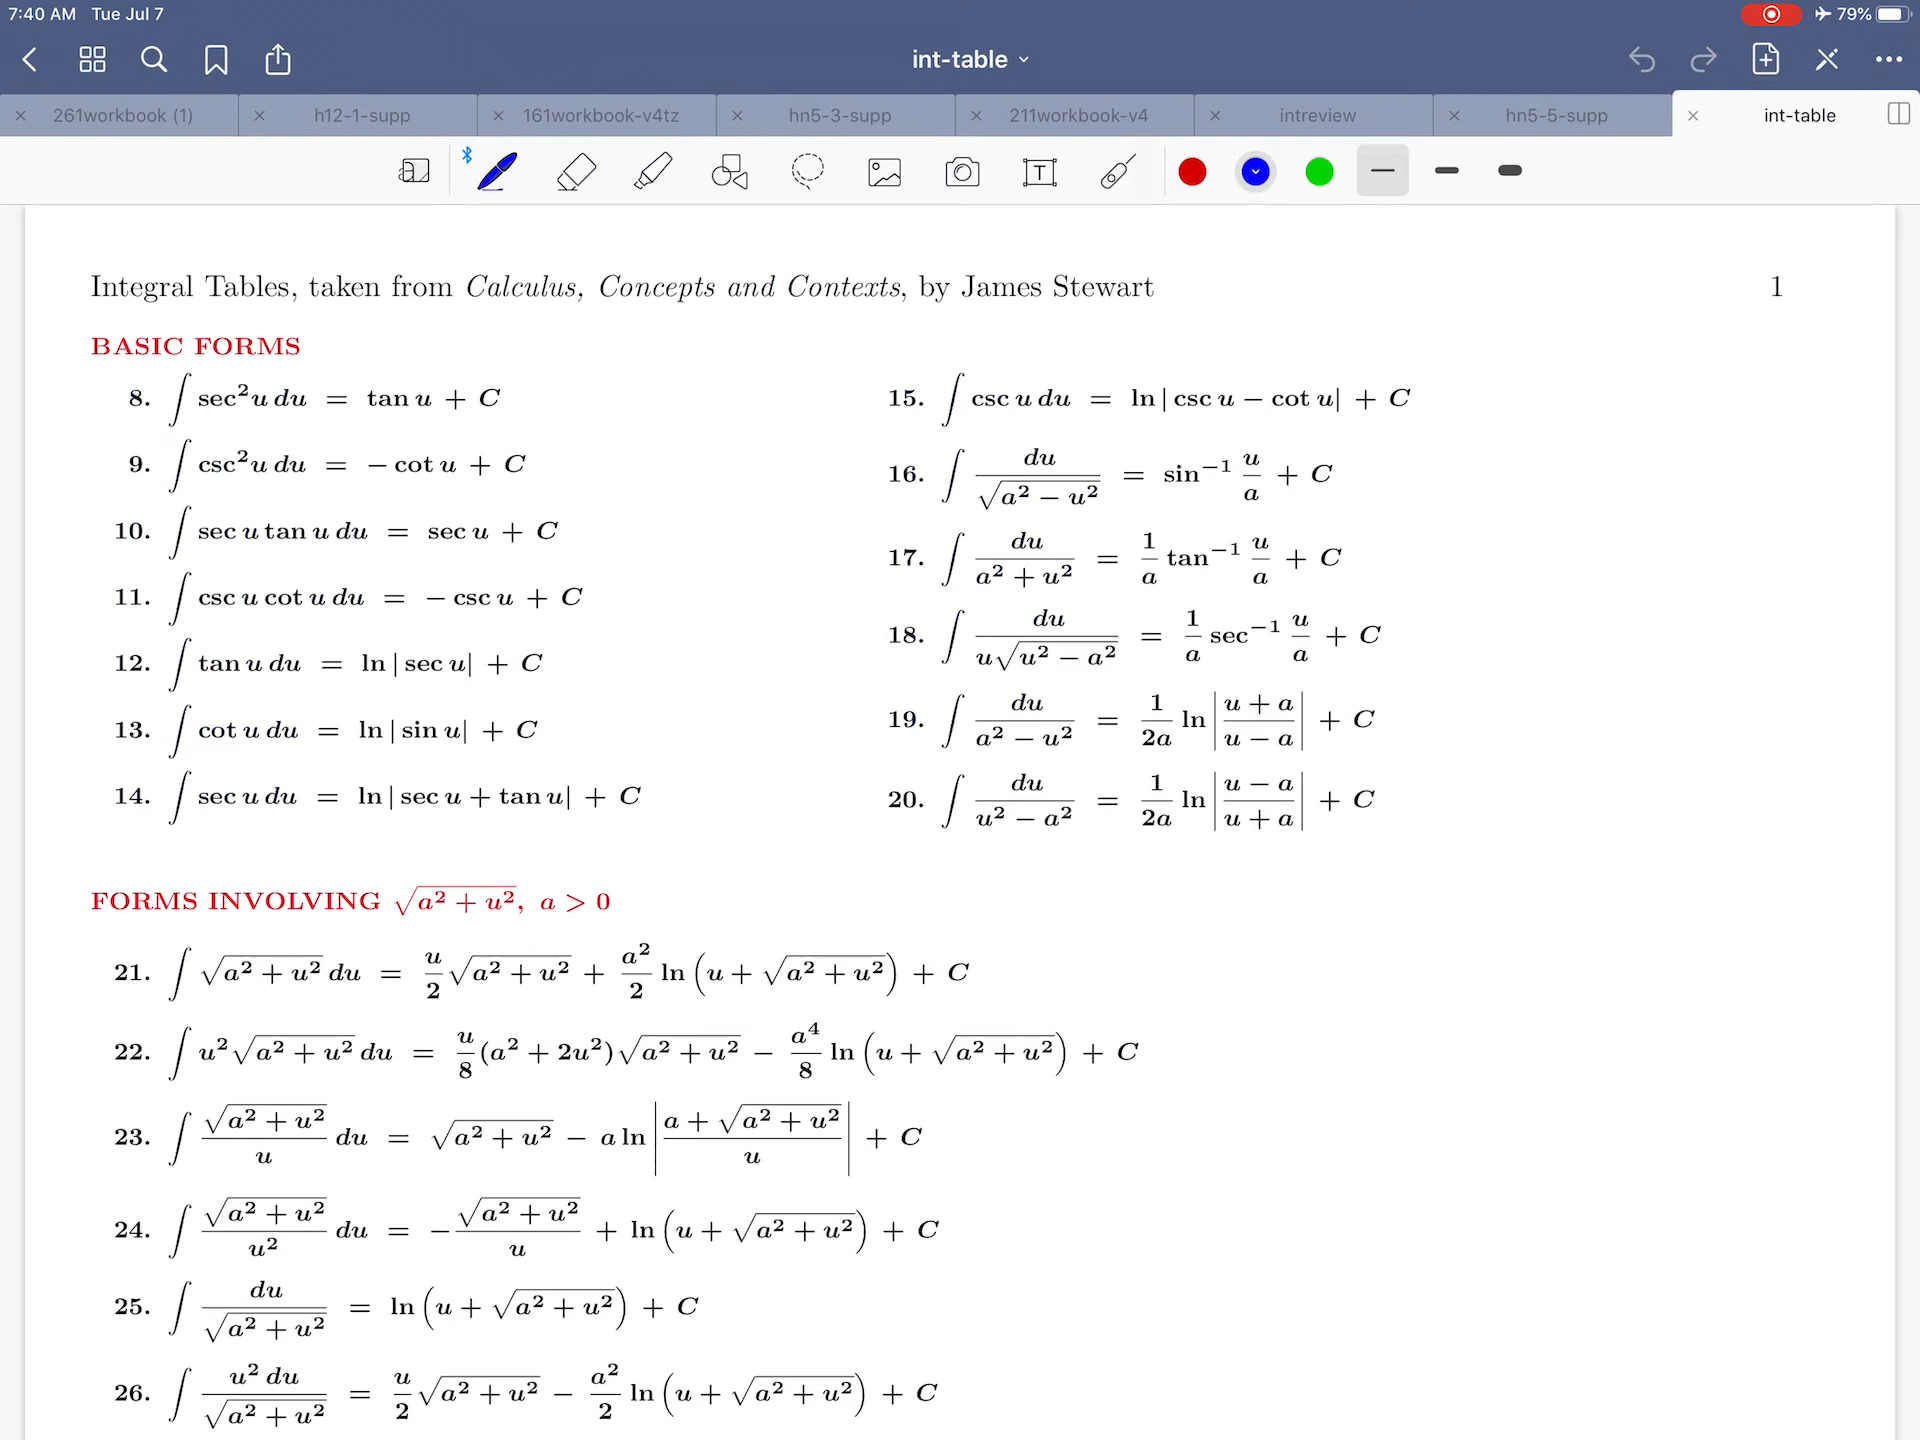 7:40 AM Tue Jul 7
79%
int-table
261workbook (1)
h12-1-supp
161workbook-v4tz
hn5-3-supp
211workbook-v4
intreview
hn5-5-supp
int-table
Integral Tables, taken from Calculus, Concepts and Contexts, by James Stewart 1
BASIC FORMS
8. ∫ sec² u du = tan u + C
9. ∫ csc² u du = − cot u + C
10. ∫ sec u tan u du = sec u + C
11. ∫ csc u cot u du = − csc u + C
12. ∫ tan u du = ln | sec u| + C
13. ∫ cot u du = ln | sin u| + C
14. ∫ sec u du = ln | sec u + tan u| + C
15. ∫ csc u du = ln | csc u − cot u| + C
16. ∫ du/√(a² − u²) = sin⁻¹ u/a + C
17. ∫ du/(a² + u²) = 1/a tan⁻¹ u/a + C
18. ∫ du/(u√(u² − a²)) = 1/a sec⁻¹ u/a + C
19. ∫ du/(a² − u²) = 1/2a ln |(u + a)/(u − a)| + C
20. ∫ du/(u² − a²) = 1/2a ln |(u − a)/(u + a)| + C
FORMS INVOLVING √(a² + u²), a > 0
21. ∫ √(a² + u²) du = u/2 √(a² + u²) + a²/2 ln (u + √(a² + u²)) + C
22. ∫ u²√(a² + u²) du = u/8 (a² + 2u²)√(a² + u²) − a⁴/8 ln (u + √(a² + u²)) + C
23. ∫ √(a² + u²)/u du = √(a² + u²) − a ln |(a + √(a² + u²))/u| + C
24. ∫ √(a² + u²)/u² du = −√(a² + u²)/u + ln (u + √(a² + u²)) + C
25. ∫ du/√(a² + u²) = ln (u + √(a² + u²)) + C
26. ∫ u² du/√(a² + u²) = u/2 √(a² + u²) − a²/2 ln (u + √(a² + u²)) + C